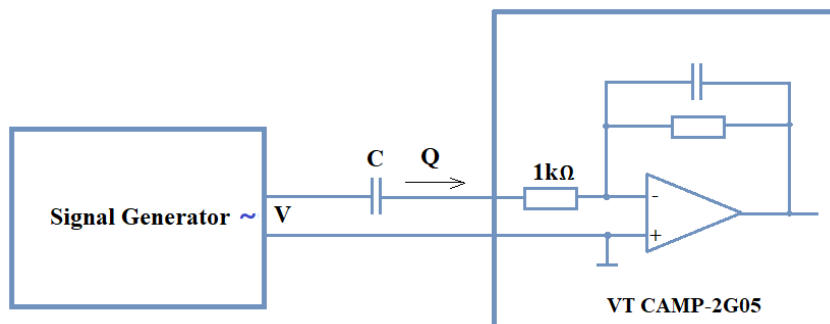 C
Q
1kΩ
Signal Generator ~
V
-
+
VT CAMP-2G05